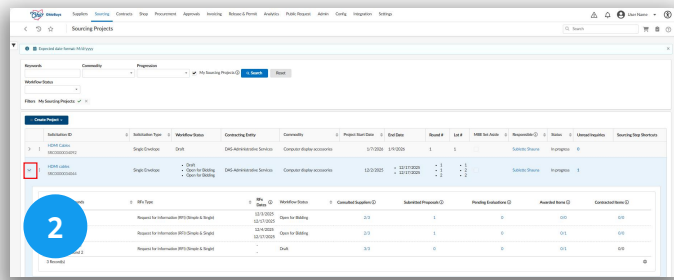 Ohio OhioBuys Suppliers Sourcing Contracts Shop Procurement Approvals Invoicing Release & Permit Analytics Public Request Admin Config Integration Settings User Name
Sourcing Projects Search
Expected date format: M/d/yyyy
Keywords Commodity Progression
My Sourcing Projects Search Reset
Workflow Status
Filters My Sourcing Projects
Create Project
Solicitation ID Solicitation Type Workflow Status Contracting Entity Commodity Project Start Date End Date Round # Lot # MBE Set Aside Responsible Status Unread Inquiries Sourcing Step Shortcuts
HDMI Cables
Single Envelope Draft DAS-Administrative Services Computer display accessories 1/7/2026 1/9/2026 1 1 Subletto Shauna In progress 0
HDMI cables
Single Envelope Draft Open for Bidding Open for Bidding DAS-Administrative Services Computer display accessories 12/2/2025 12/17/2025 12/17/2025 1 1 2 1 2 2 Subletto Shauna In progress 1
RFx Type RFx Dates Workflow Status Consulted Suppliers Submitted Proposals Pending Evaluations Awarded Items Contracted Items
Request for Information (RFI) (Simple & Single) 12/3/2025 12/17/2025 Open for Bidding 2/3 1 0 0/0 0/0
Request for Information (RFI) (Simple & Single) 12/4/2025 12/17/2025 Open for Bidding 2/3 1 0 0/1 0/0
Request for Information (RFI) (Simple & Single) - - Draft 3/3 0 0 0/1 0/0
3 Record(s)
2